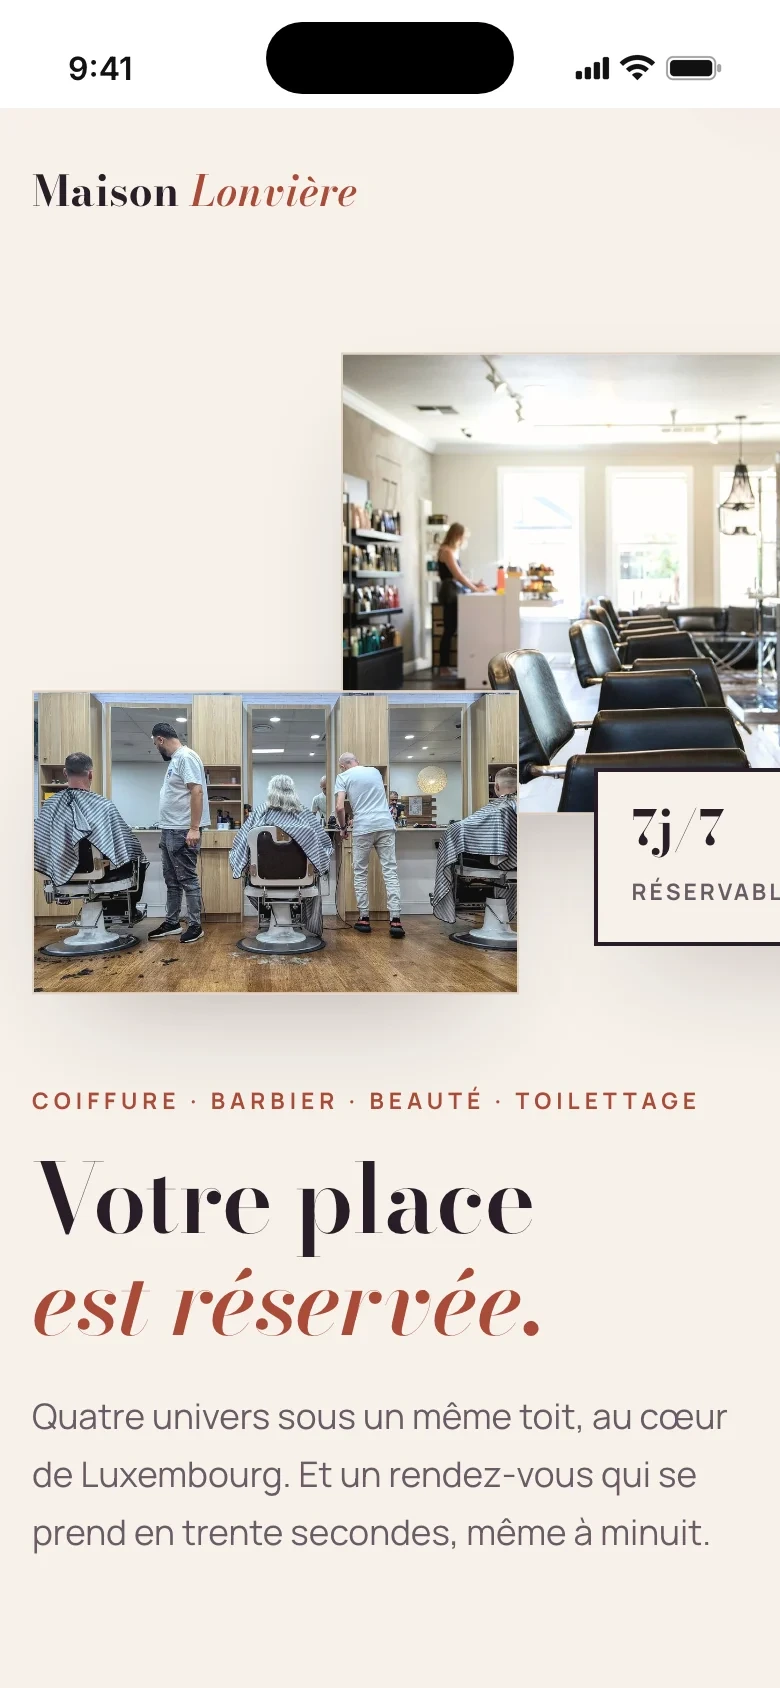 9:41
Maison Lonvière
7j/7
RÉSERVABL
COIFFURE · BARBIER · BEAUTÉ · TOILETTAGE
Votre place
est réservée.
Quatre univers sous un même toit, au cœur
de Luxembourg. Et un rendez-vous qui se
prend en trente secondes, même à minuit.